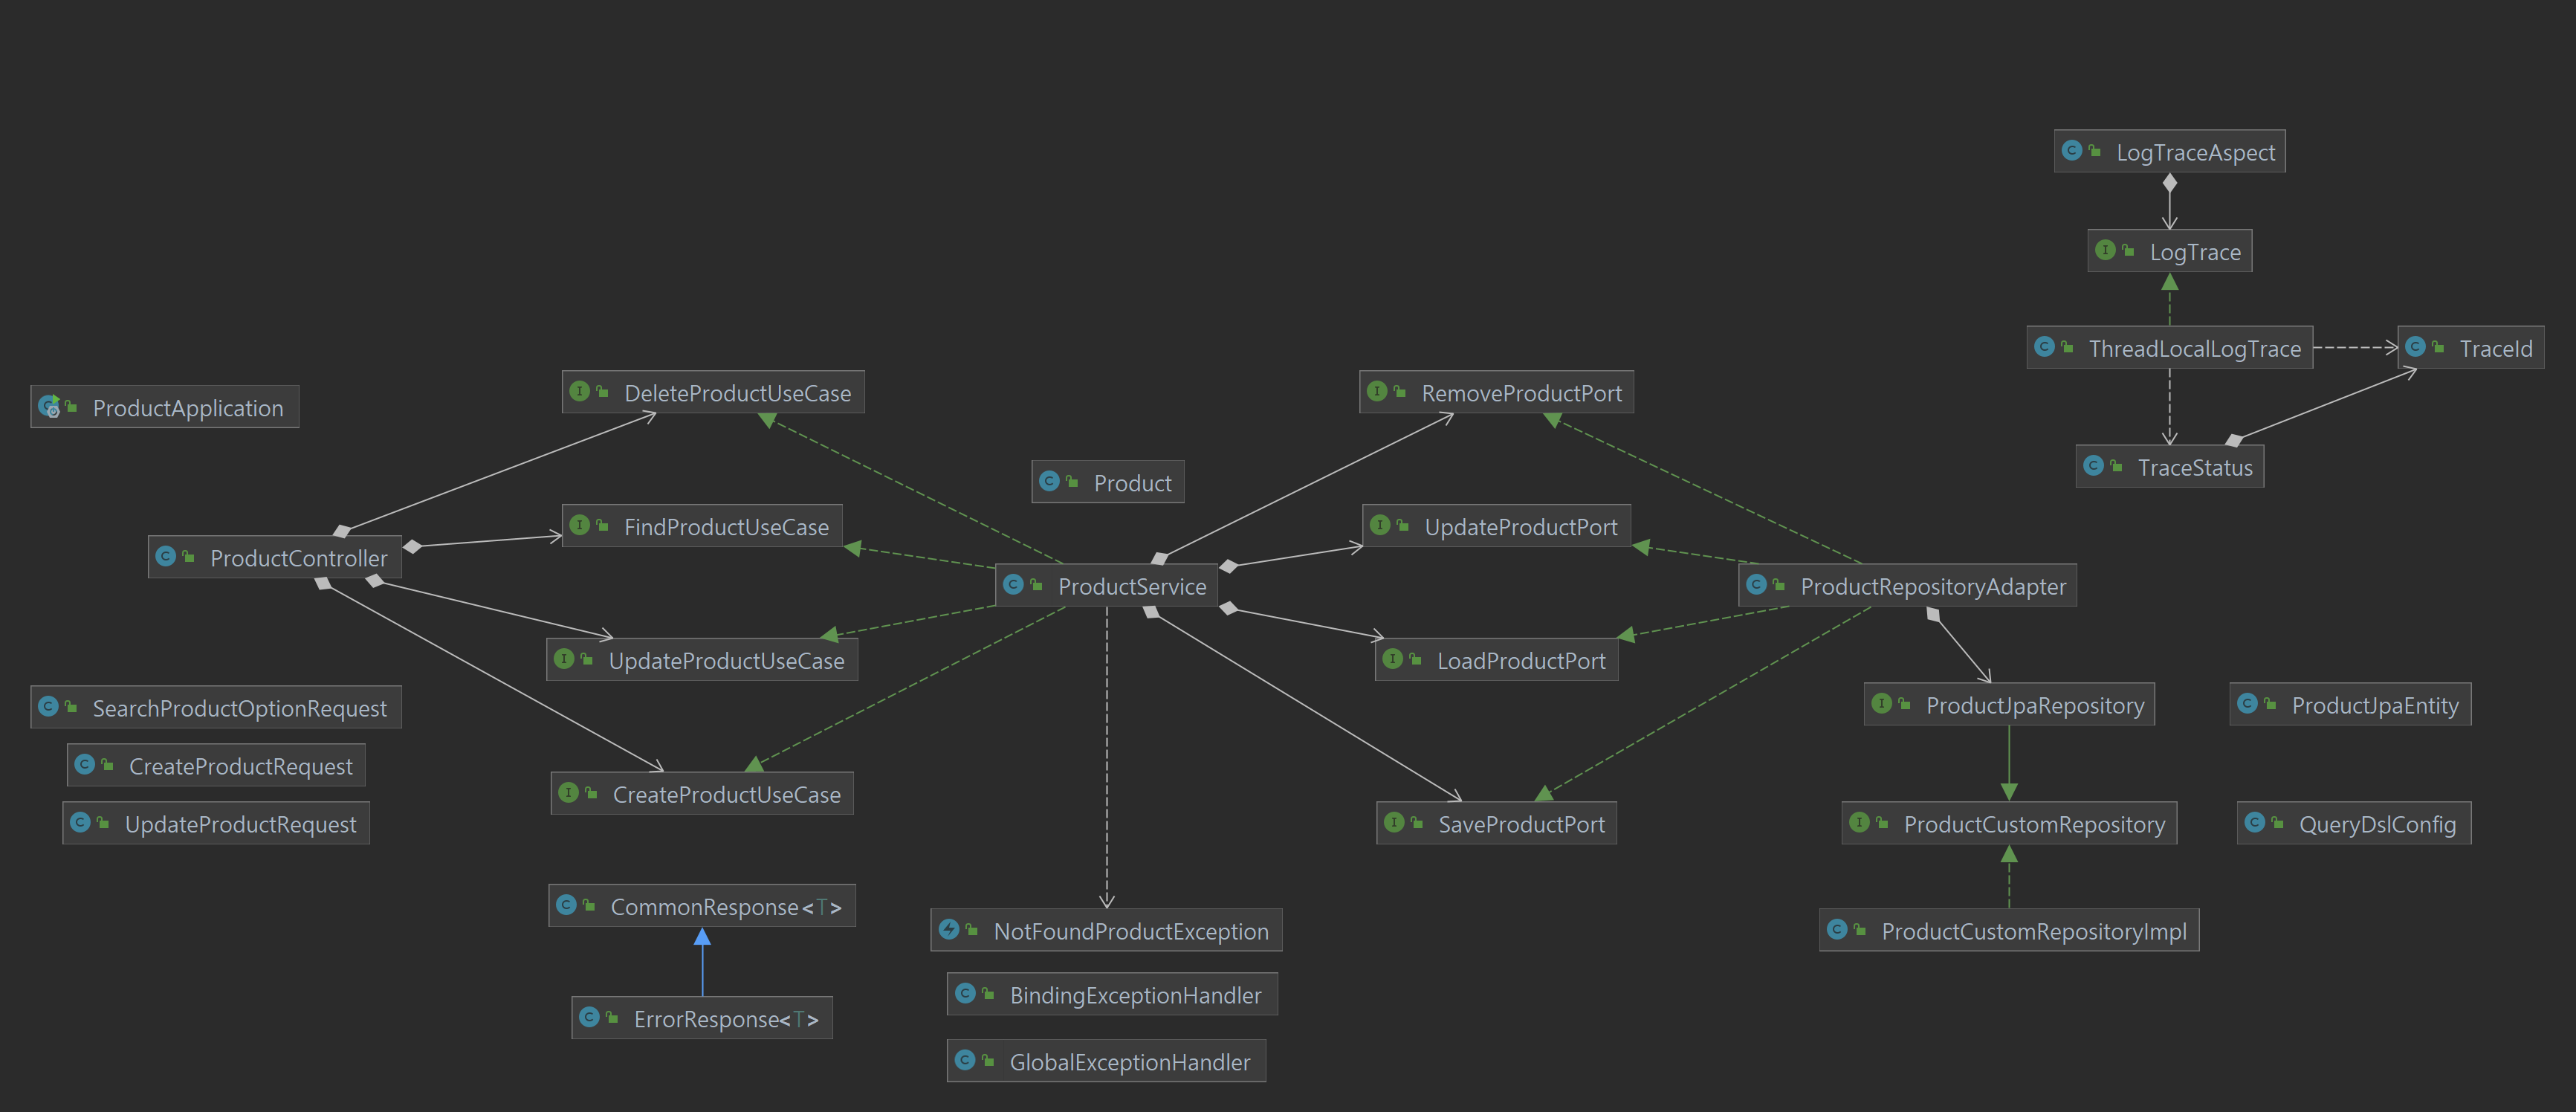 LogTraceAspect
LogTrace
ThreadLocalLogTrace
TraceId
TraceStatus
ProductApplication
DeleteProductUseCase
RemoveProductPort
Product
FindProductUseCase
UpdateProductPort
ProductController
ProductService
ProductRepositoryAdapter
UpdateProductUseCase
LoadProductPort
SearchProductOptionRequest
ProductJpaRepository
ProductJpaEntity
CreateProductRequest
CreateProductUseCase
UpdateProductRequest
SaveProductPort
ProductCustomRepository
QueryDslConfig
CommonResponse<T>
NotFoundProductException
ProductCustomRepositoryImpl
BindingExceptionHandler
ErrorResponse<T>
GlobalExceptionHandler